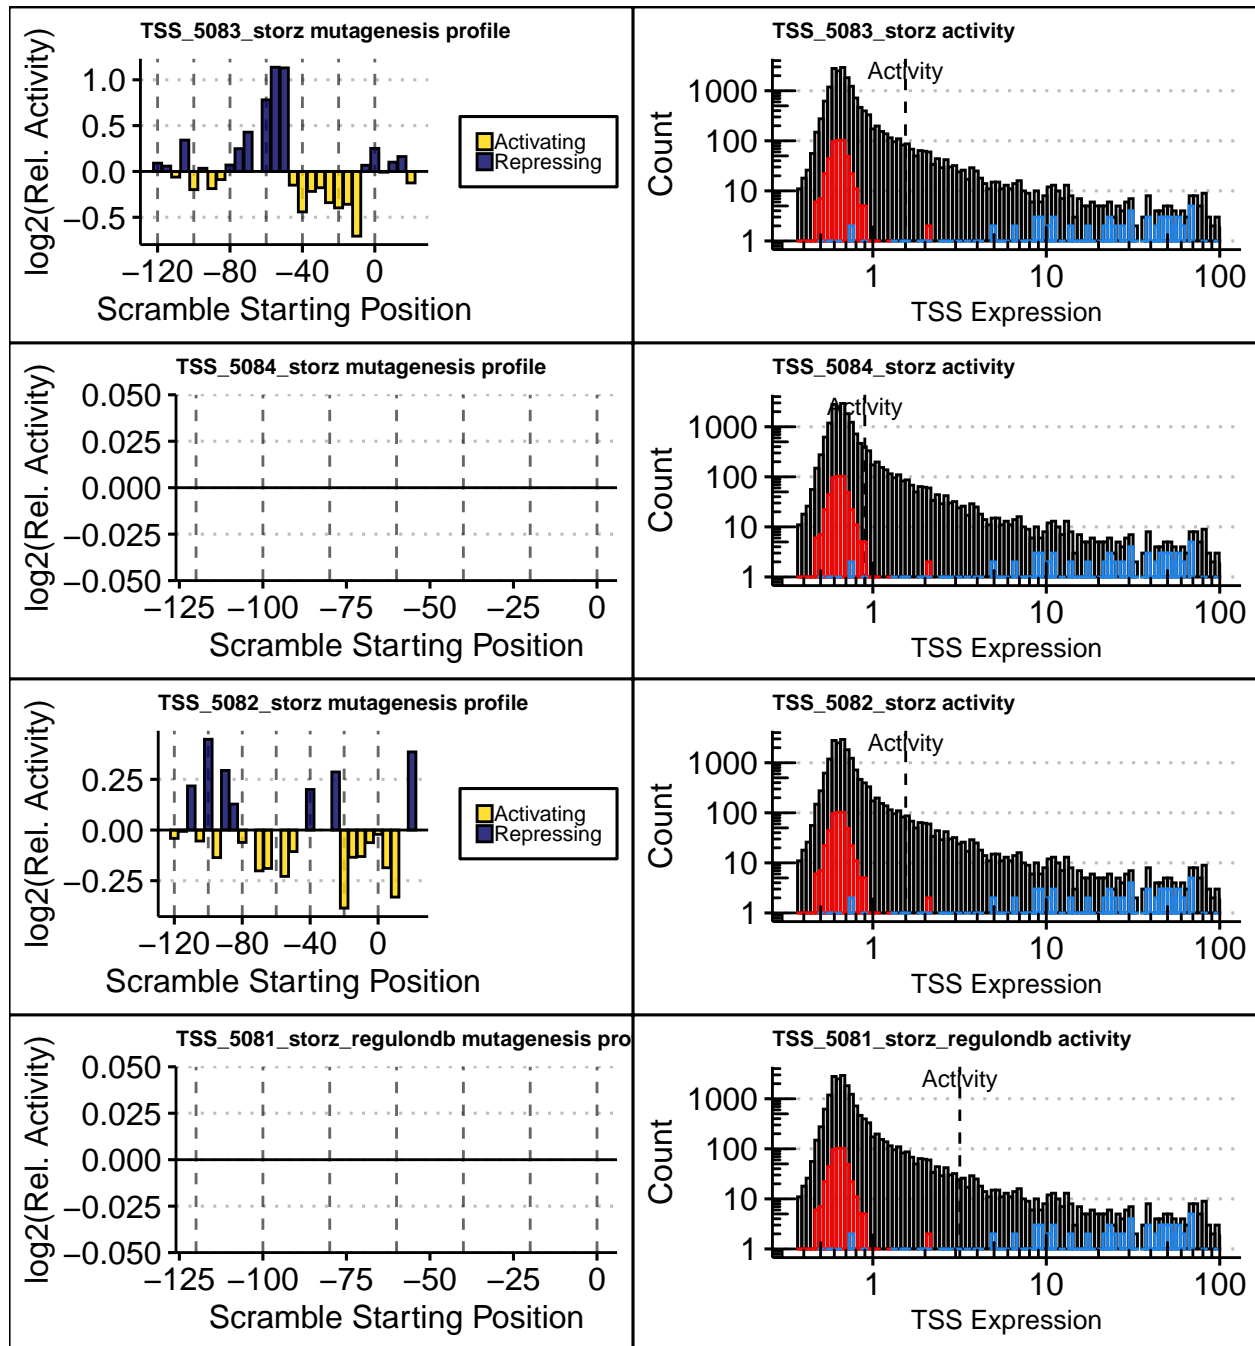 TSS_5083_storz mutagenesis profile
log2(Rel. Activity)
1.0
0.5
0.0
−0.5
−120 −80 −40 0
Scramble Starting Position
Activating
Repressing
TSS_5083_storz activity
Activity
Count
1000
100
10
1
1 10 100
TSS Expression
TSS_5084_storz mutagenesis profile
log2(Rel. Activity)
0.050
0.025
0.000
−0.025
−0.050
−125 −100 −75 −50 −25 0
Scramble Starting Position
TSS_5084_storz activity
Activity
Count
1000
100
10
1
1 10 100
TSS Expression
TSS_5082_storz mutagenesis profile
log2(Rel. Activity)
0.25
0.00
−0.25
−120 −80 −40 0
Scramble Starting Position
Activating
Repressing
TSS_5082_storz activity
Activity
Count
1000
100
10
1
1 10 100
TSS Expression
TSS_5081_storz_regulondb mutagenesis pro
log2(Rel. Activity)
0.050
0.025
0.000
−0.025
−0.050
−125 −100 −75 −50 −25 0
Scramble Starting Position
TSS_5081_storz_regulondb activity
Activity
Count
1000
100
10
1
1 10 100
TSS Expression